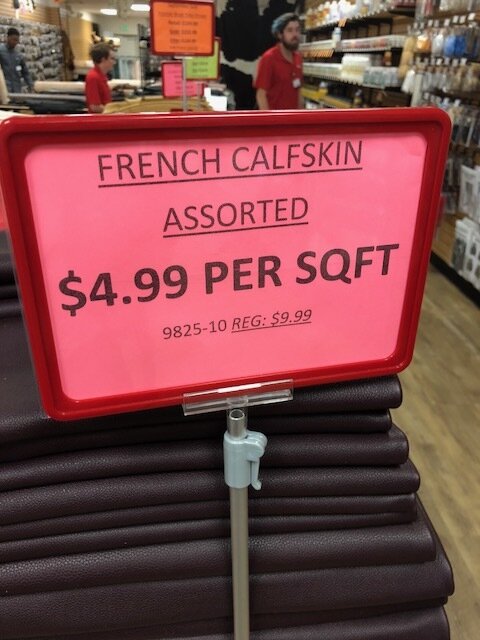 FRENCH CALFSKIN
ASSORTED
$4.99 PER SQFT
9825-10 REG: $9.99